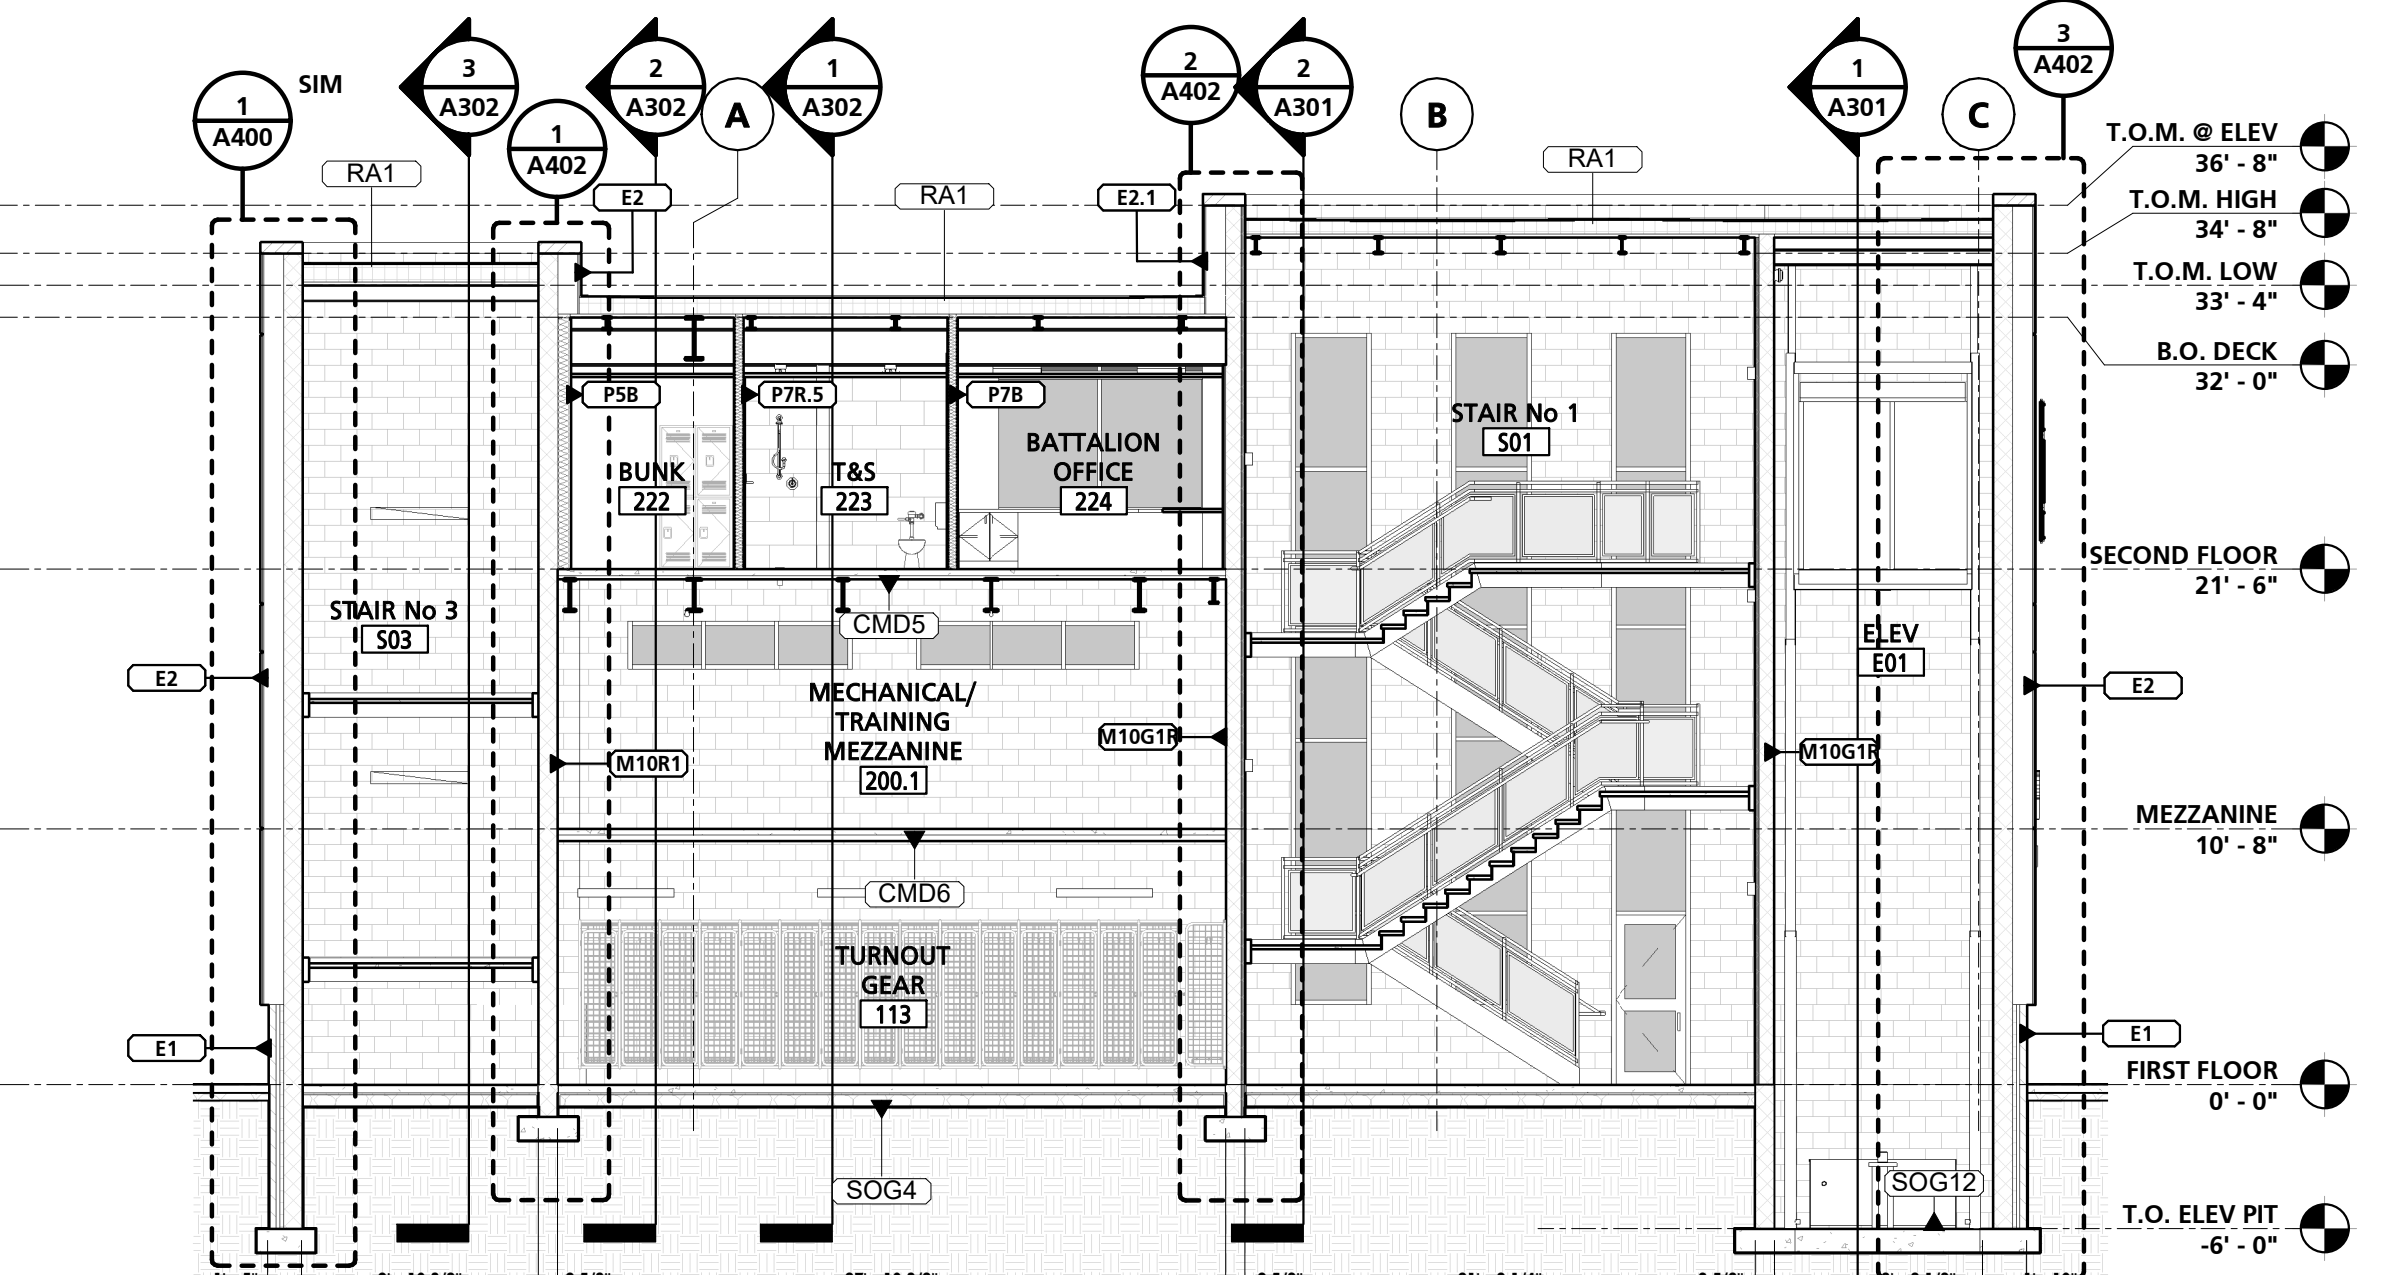 1
A400
SIM
3
A302
1
A402
2
A302
A
1
A302
2
A402
2
A301
B
1
A301
C
3
A402
RA1
E2
RA1
E2.1
RA1
T.O.M. @ ELEV
36' - 8"
T.O.M. HIGH
34' - 8"
T.O.M. LOW
33' - 4"
B.O. DECK
32' - 0"
P5B
P7R.5
P7B
BUNK
222
T&S
223
BATTALION
OFFICE
224
STAIR No 1
S01
SECOND FLOOR
21' - 6"
STAIR No 3
S03
CMD5
ELEV
E01
E2
MECHANICAL/
TRAINING
MEZZANINE
200.1
M10R1
M10G1R
M10G1R
E2
MEZZANINE
10' - 8"
CMD6
TURNOUT
GEAR
113
E1
E1
FIRST FLOOR
0' - 0"
SOG4
SOG12
T.O. ELEV PIT
-6' - 0"